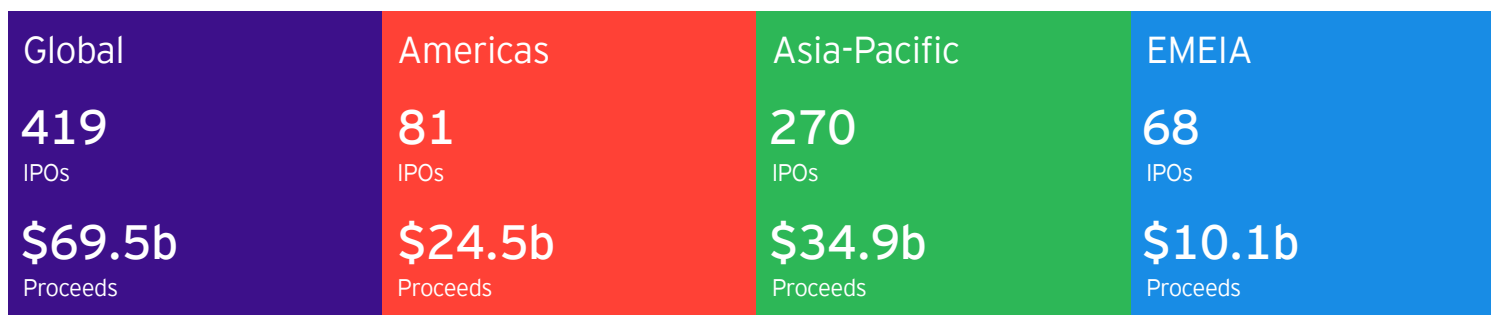 Global
419
IPOs
$69.5b
Proceeds
Americas
81
IPOs
$24.5b
Proceeds
Asia-Pacific
270
IPOs
$34.9b
Proceeds
EMEIA
68
IPOs
$10.1b
Proceeds